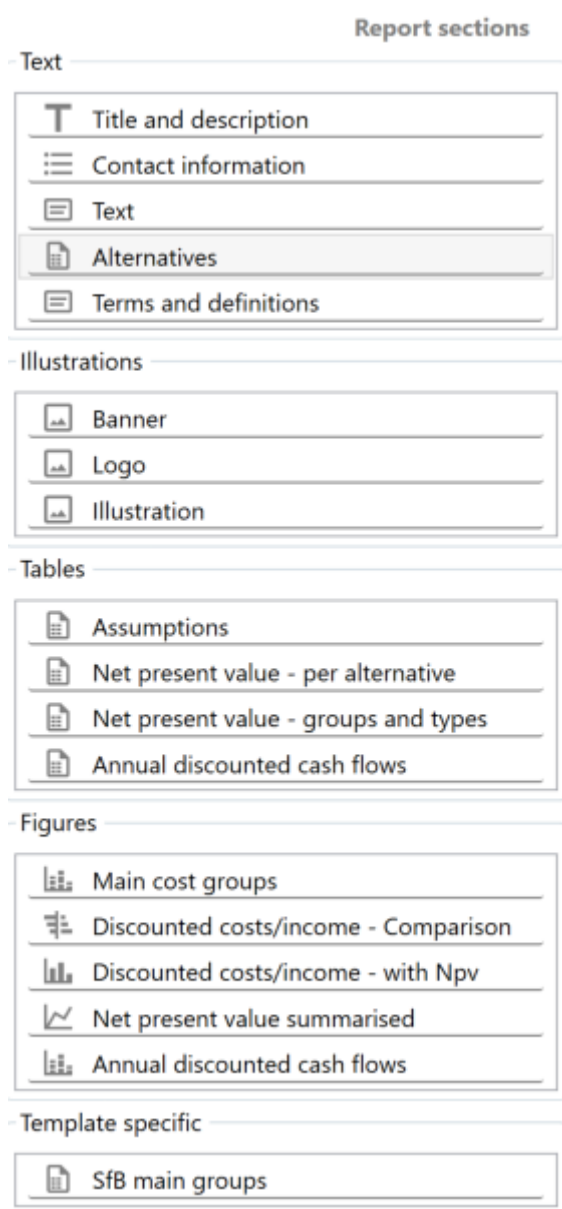 Report sections
Text
Title and description
Contact information
Text
Alternatives
Terms and definitions
Illustrations
Banner
Logo
Illustration
Tables
Assumptions
Net present value - per alternative
Net present value - groups and types
Annual discounted cash flows
Figures
Main cost groups
Discounted costs/income - Comparison
Discounted costs/income - with Npv
Net present value summarised
Annual discounted cash flows
Template specific
SfB main groups